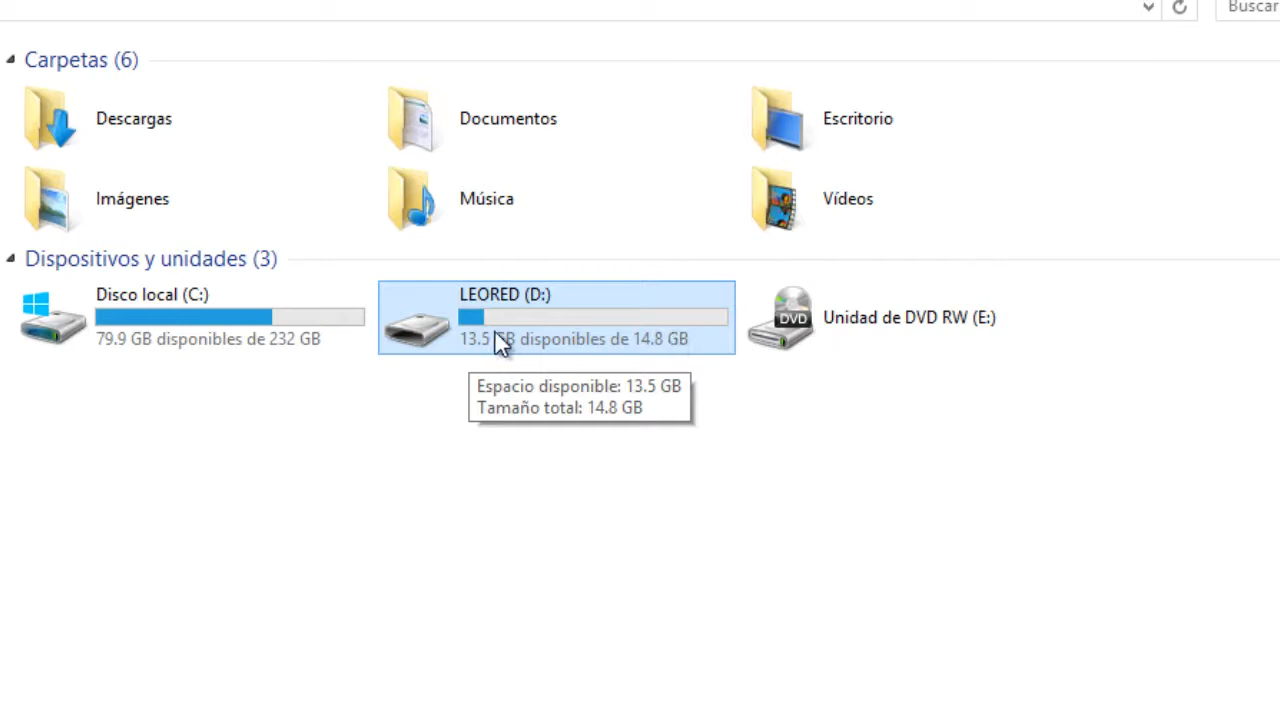 Buscar
Carpetas (6)
Descargas
Documentos
Escritorio
Imágenes
Música
Vídeos
Dispositivos y unidades (3)
Disco local (C:)
79.9 GB disponibles de 232 GB
LEORED (D:)
13.5 GB disponibles de 14.8 GB
DVD
Unidad de DVD RW (E:)
Espacio disponible: 13.5 GB
Tamaño total: 14.8 GB